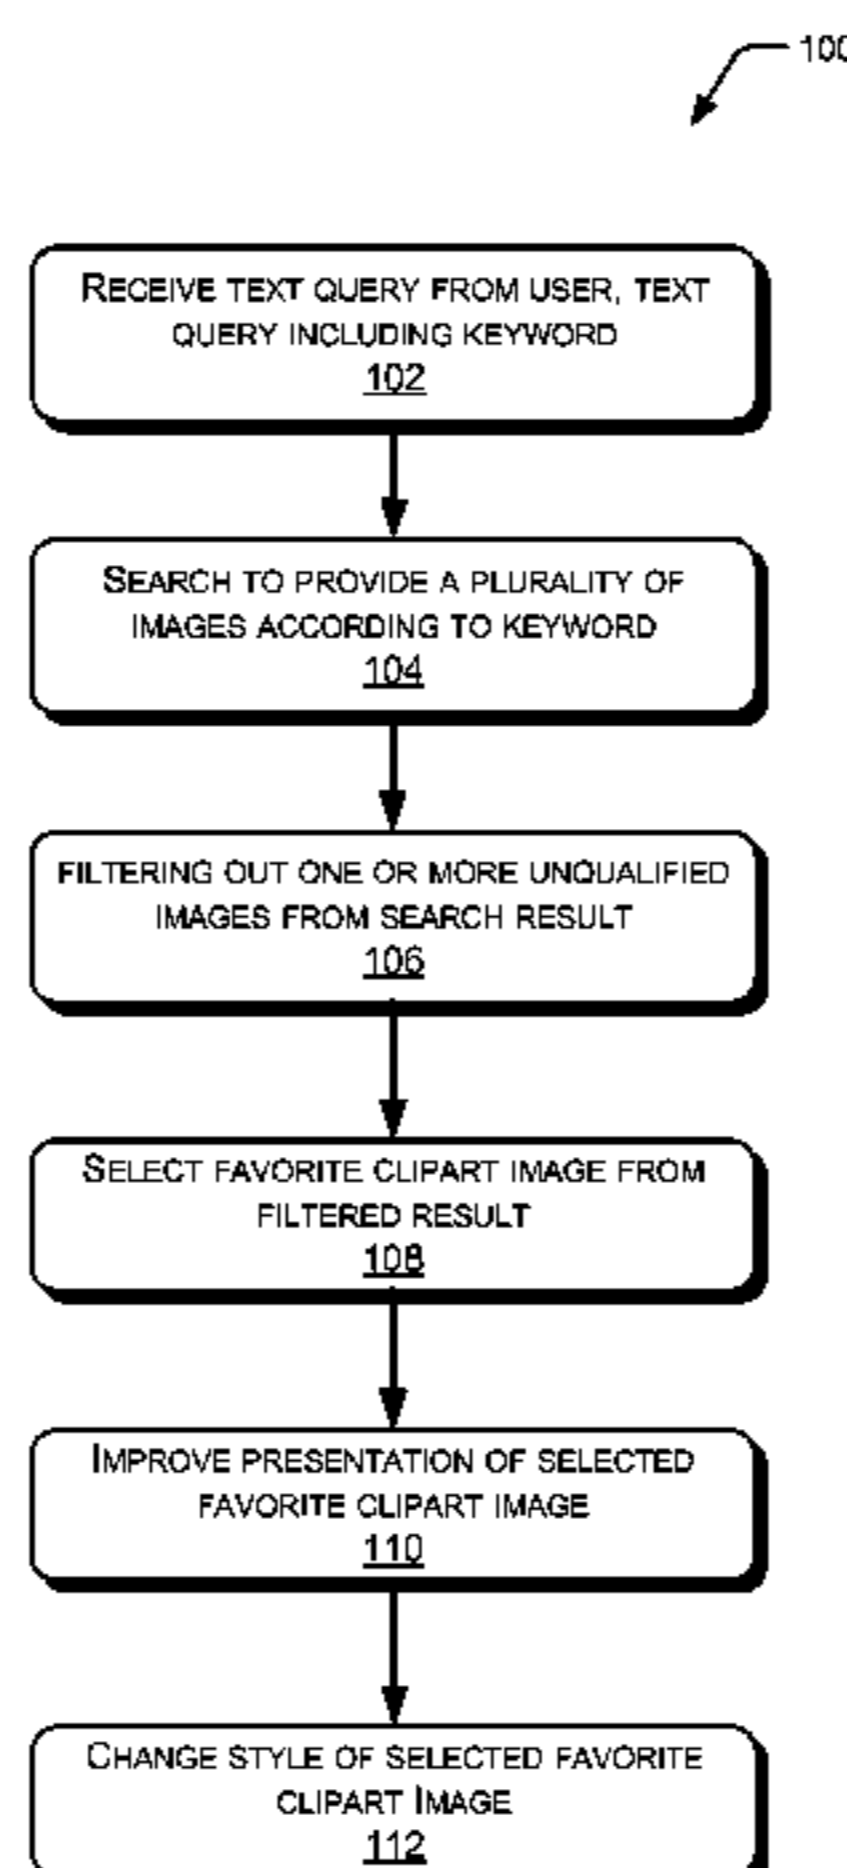 100
RECEIVE TEXT QUERY FROM USER, TEXT
QUERY INCLUDING KEYWORD
102
SEARCH TO PROVIDE A PLURALITY OF
IMAGES ACCORDING TO KEYWORD
104
FILTERING OUT ONE OR MORE UNQUALIFIED
IMAGES FROM SEARCH RESULT
106
SELECT FAVORITE CLIPART IMAGE FROM
FILTERED RESULT
108
IMPROVE PRESENTATION OF SELECTED
FAVORITE CLIPART IMAGE
110
CHANGE STYLE OF SELECTED FAVORITE
CLIPART IMAGE
112